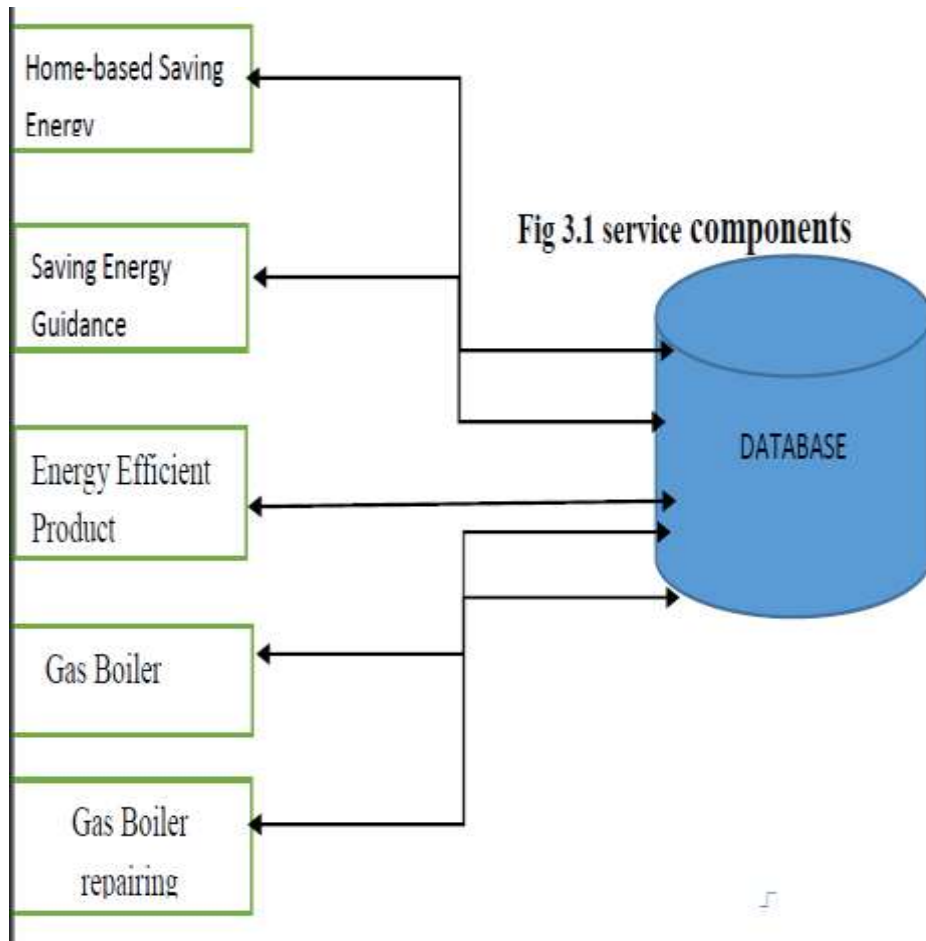 Home-based Saving
Energy
Fig 3.1 service components
Saving Energy
Guidance
DATABASE
Energy Efficient
Product
Gas Boiler
Gas Boiler
repairing